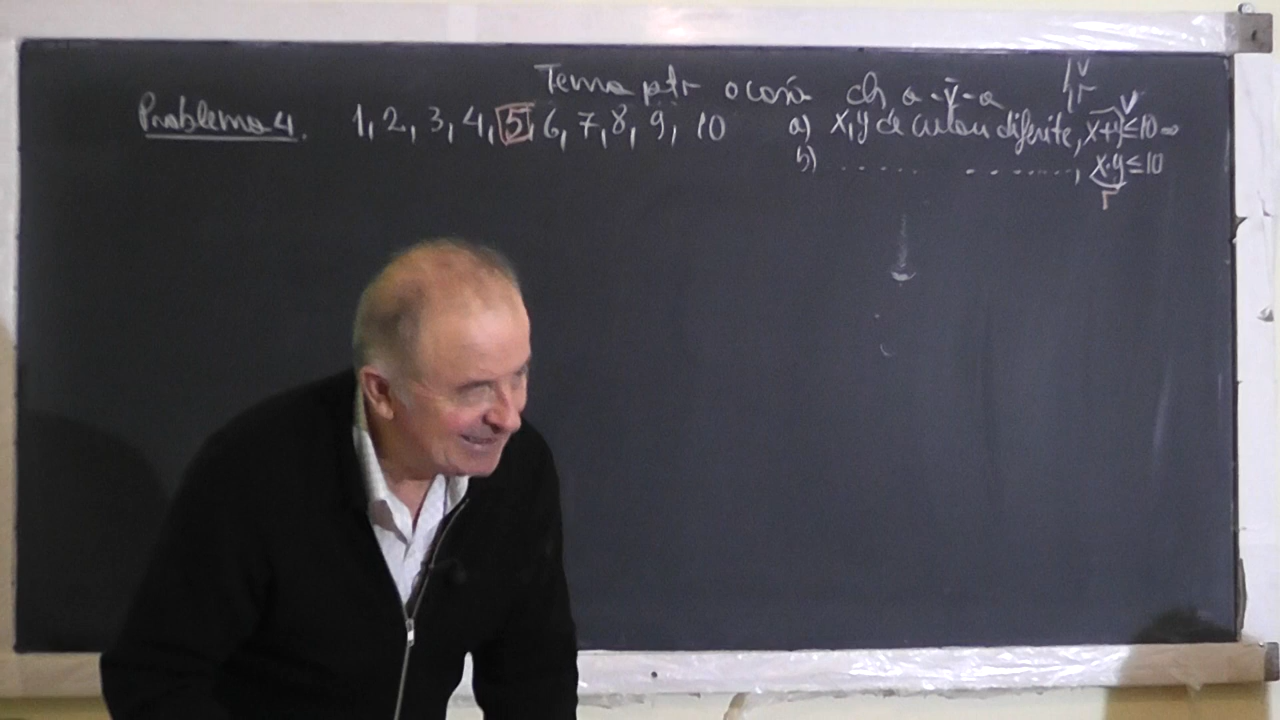 Tema ptr acasă cls a -V- a
V
r
Problema 4. 1, 2, 3, 4, 5, 6, 7, 8, 9, 10 a) x, y de culori diferite, x+y ≤ 10 ⇒
V
b) ..... ......., x·y ≤ 10
r